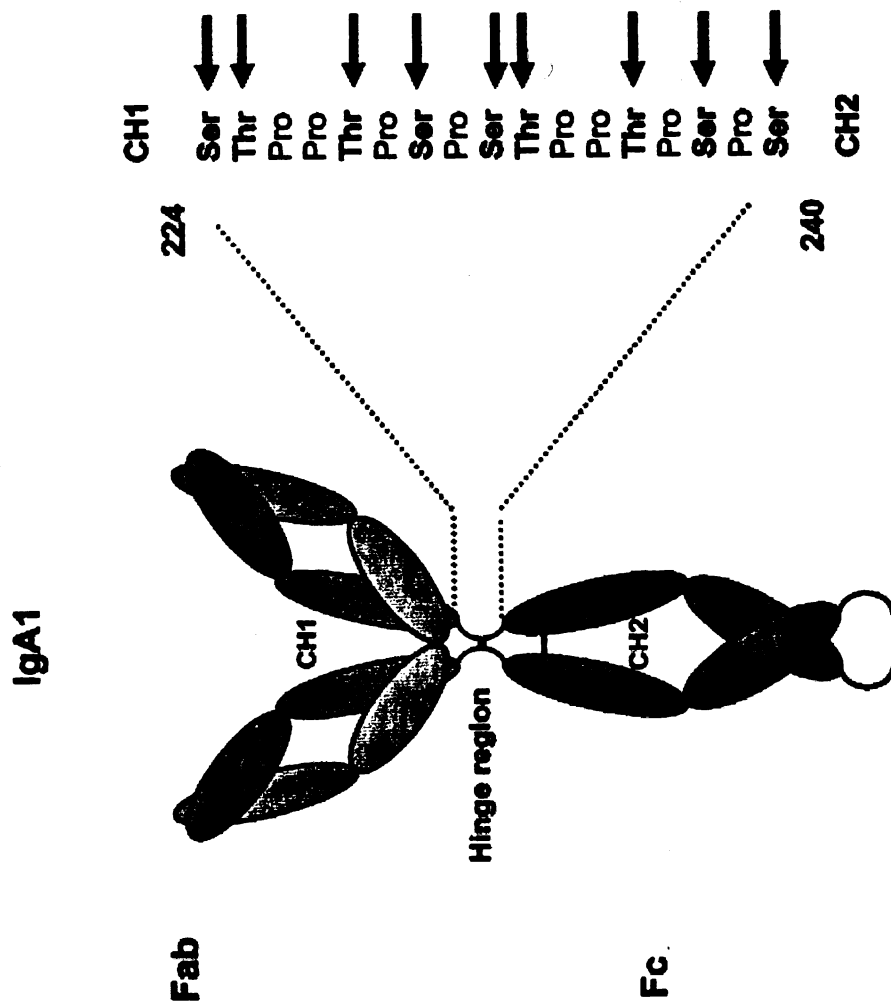 IgA1
Fab
Fc
CH1
CH2
Hinge region
224
240
CH1
Ser
Thr
Pro
Pro
Thr
Pro
Ser
Pro
Ser
Thr
Pro
Pro
Thr
Pro
Ser
Pro
Ser
CH2